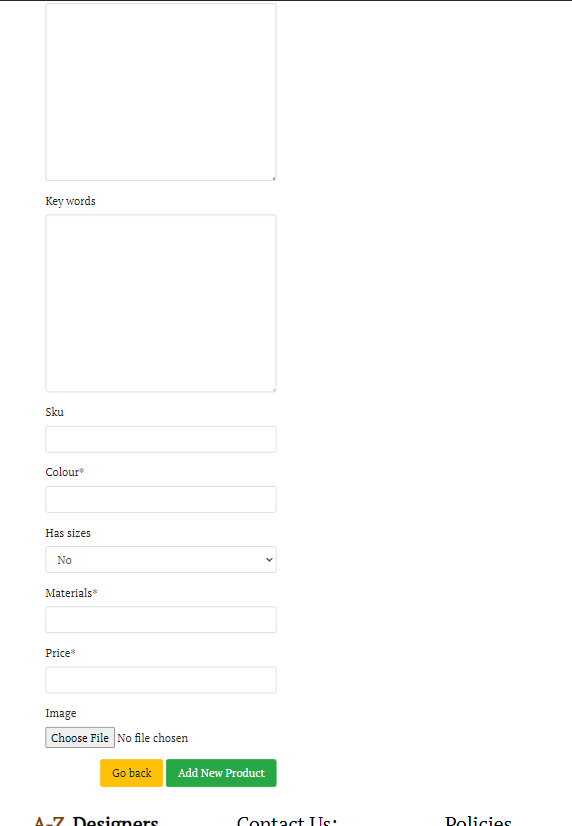 Key words
Sku
Colour*
Has sizes
No
Materials*
Price*
Image
Choose File No file chosen
Go back Add New Product
A-Z Designers Contact Us: Policies